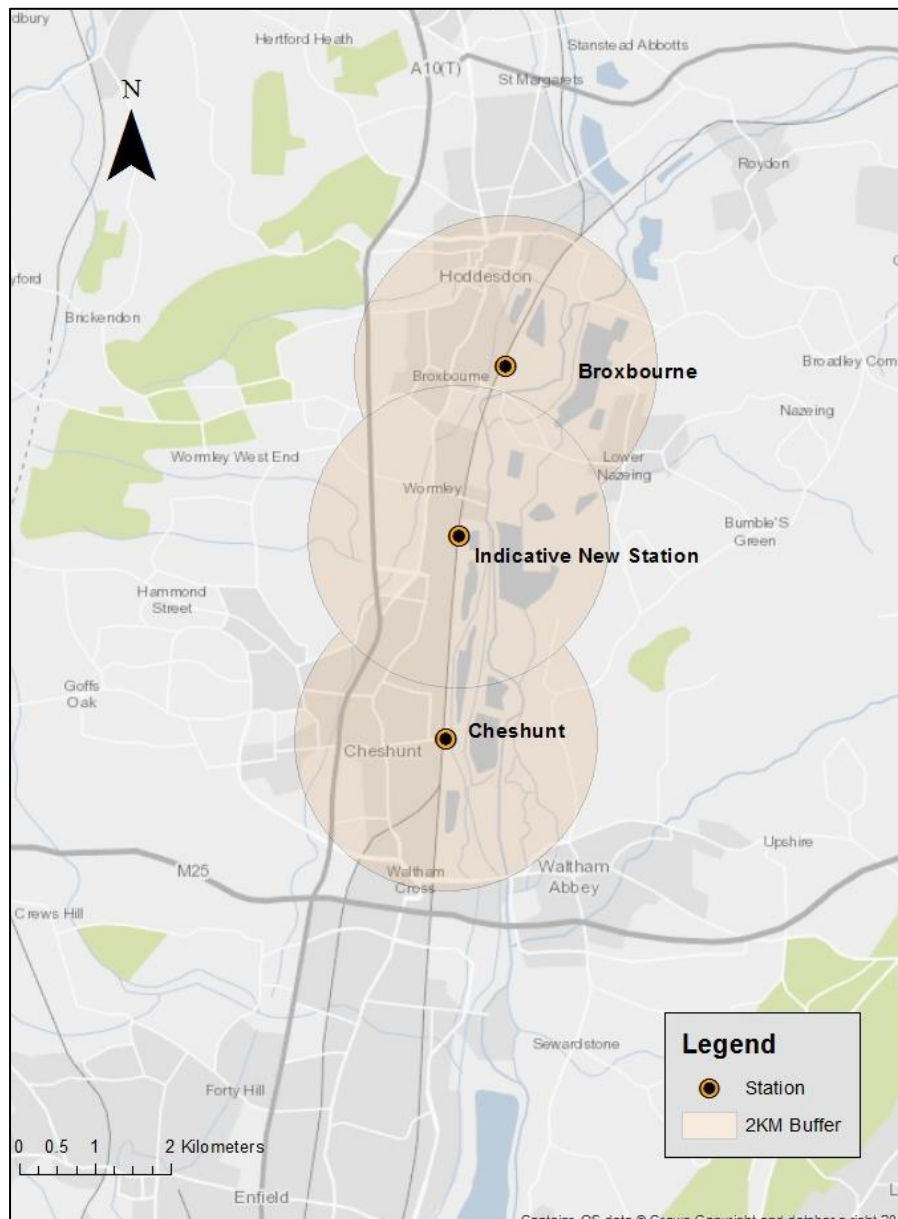 dbury
Hertford Heath
Stanstead Abbotts
A10(T)
St Margarets
N
Roydon
yford
Hoddesdon
Brickendon
Broxbourne
Broxbourne
Broadley Com
Nazeing
Wormley West End
Lower
Nazeing
Wormley
Bumble'S
Green
Indicative New Station
Hammond
Street
Goffs
Oak
Cheshunt
Cheshunt
Upshire
M25
Waltham
Cross
Waltham
Abbey
Crews Hill
Legend
Station
2KM Buffer
Sewardstone
Forty Hill
0 0.5 1 2 Kilometers
Enfield